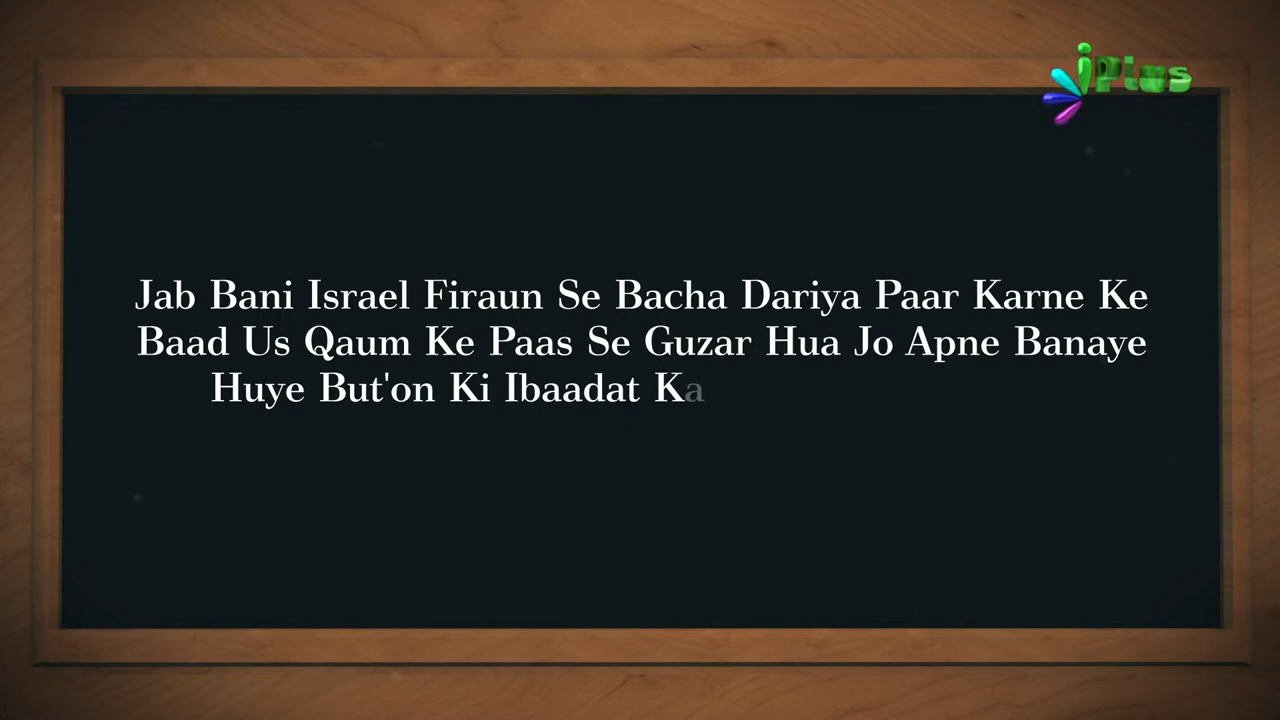 iPlus
Jab Bani Israel Firaun Se Bacha Dariya Paar Karne Ke
Baad Us Qaum Ke Paas Se Guzar Hua Jo Apne Banaye
Huye But'on Ki Ibaadat Ka